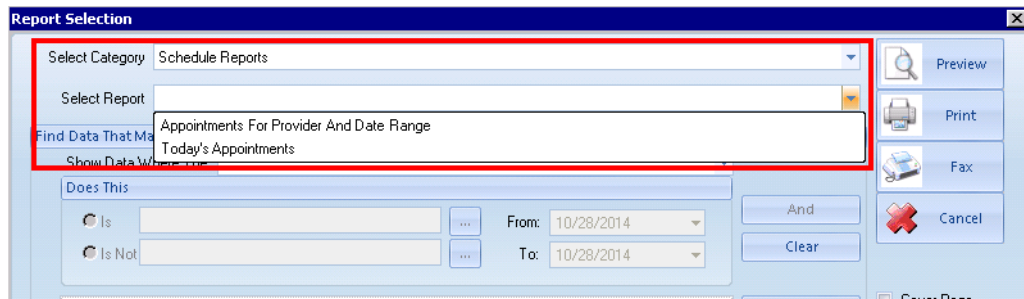 Report Selection
Select Category Schedule Reports
Preview
Select Report
Print
Appointments For Provider And Date Range
Find Data That Ma
Today's Appointments
Show Data Where The
Fax
Does This
Is ... From: 10/28/2014 And
Cancel
Is Not ... To: 10/28/2014 Clear
Cover Page